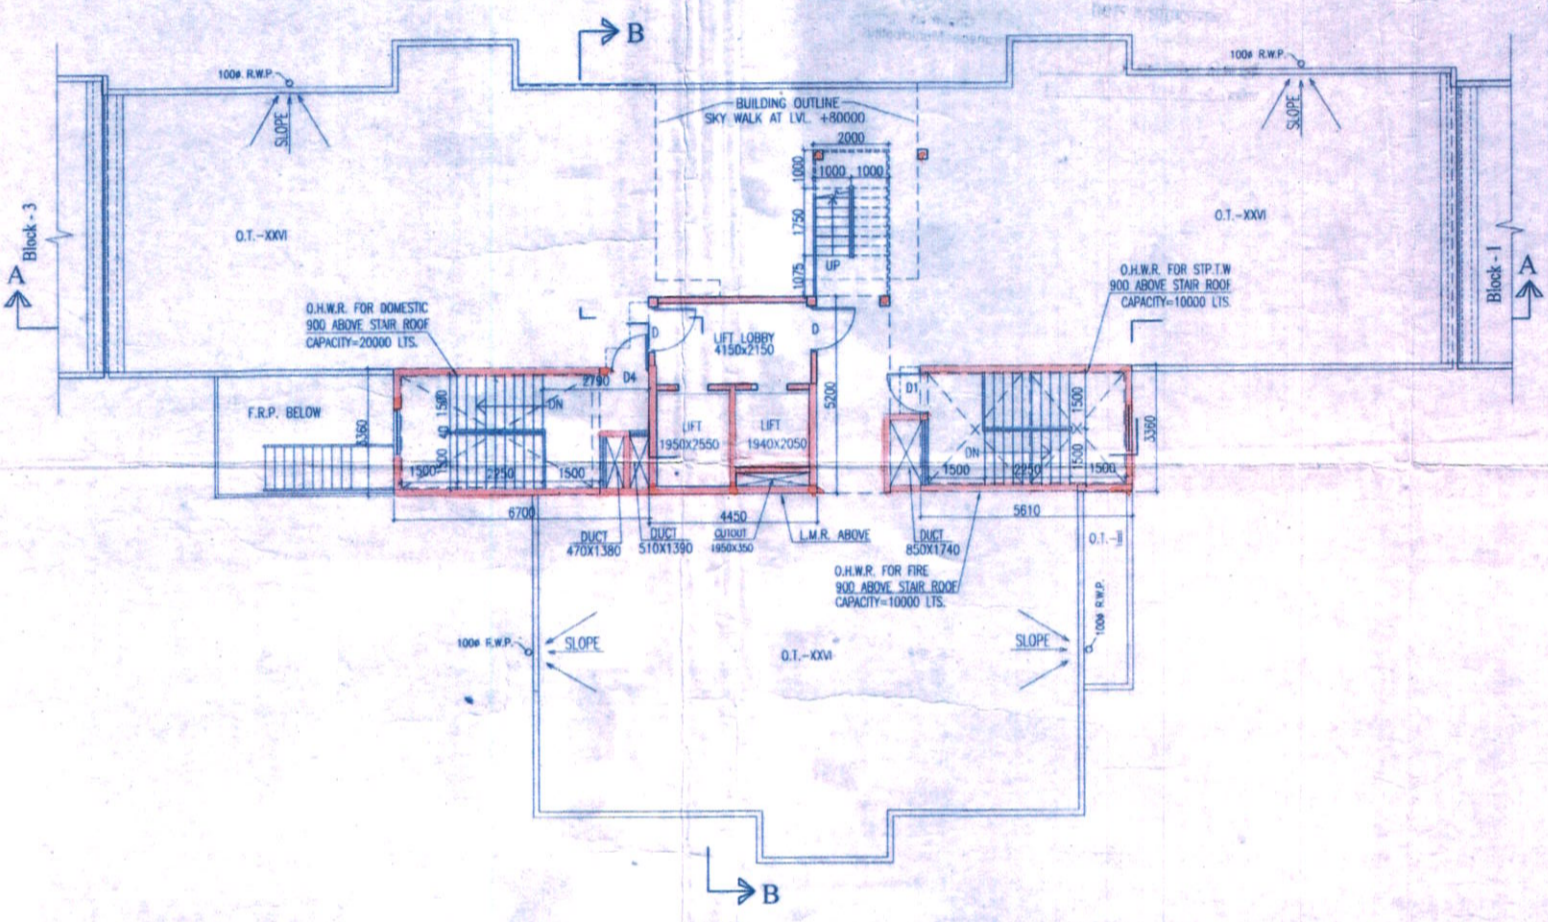 B
100ø R.W.P.
SLOPE
BUILDING OUTLINE
SKY WALK AT LVL. +80000
2000
1000
1000 1000
1750
1075
UP
100ø R.W.P.
SLOPE
Block - 3
A
O.T.-XXVI
O.T.-XXVI
Block - 1
A
O.H.W.R. FOR DOMESTIC
900 ABOVE STAIR ROOF
CAPACITY=20000 LTS.
O.H.W.R. FOR STP.T.W
900 ABOVE STAIR ROOF
CAPACITY=10000 LTS.
D
D
LIFT LOBBY
4150x2150
D4
D1
F.R.P. BELOW
3360
2790
1500
DN
40
1500
1500
2250
1500
LIFT
1950X2550
LIFT
1940X2050
5200
DN
1500
1500
1500
2250
1500
3360
6700
4450
5610
DUCT
470X1380
DUCT
510X1390
CUTOUT
1950X350
L.M.R. ABOVE
DUCT
850X1740
O.T.-
O.H.W.R. FOR FIRE
900 ABOVE STAIR ROOF
CAPACITY=10000 LTS.
100ø R.W.P.
SLOPE
O.T.-XXVI
SLOPE
100ø R.W.P.
B